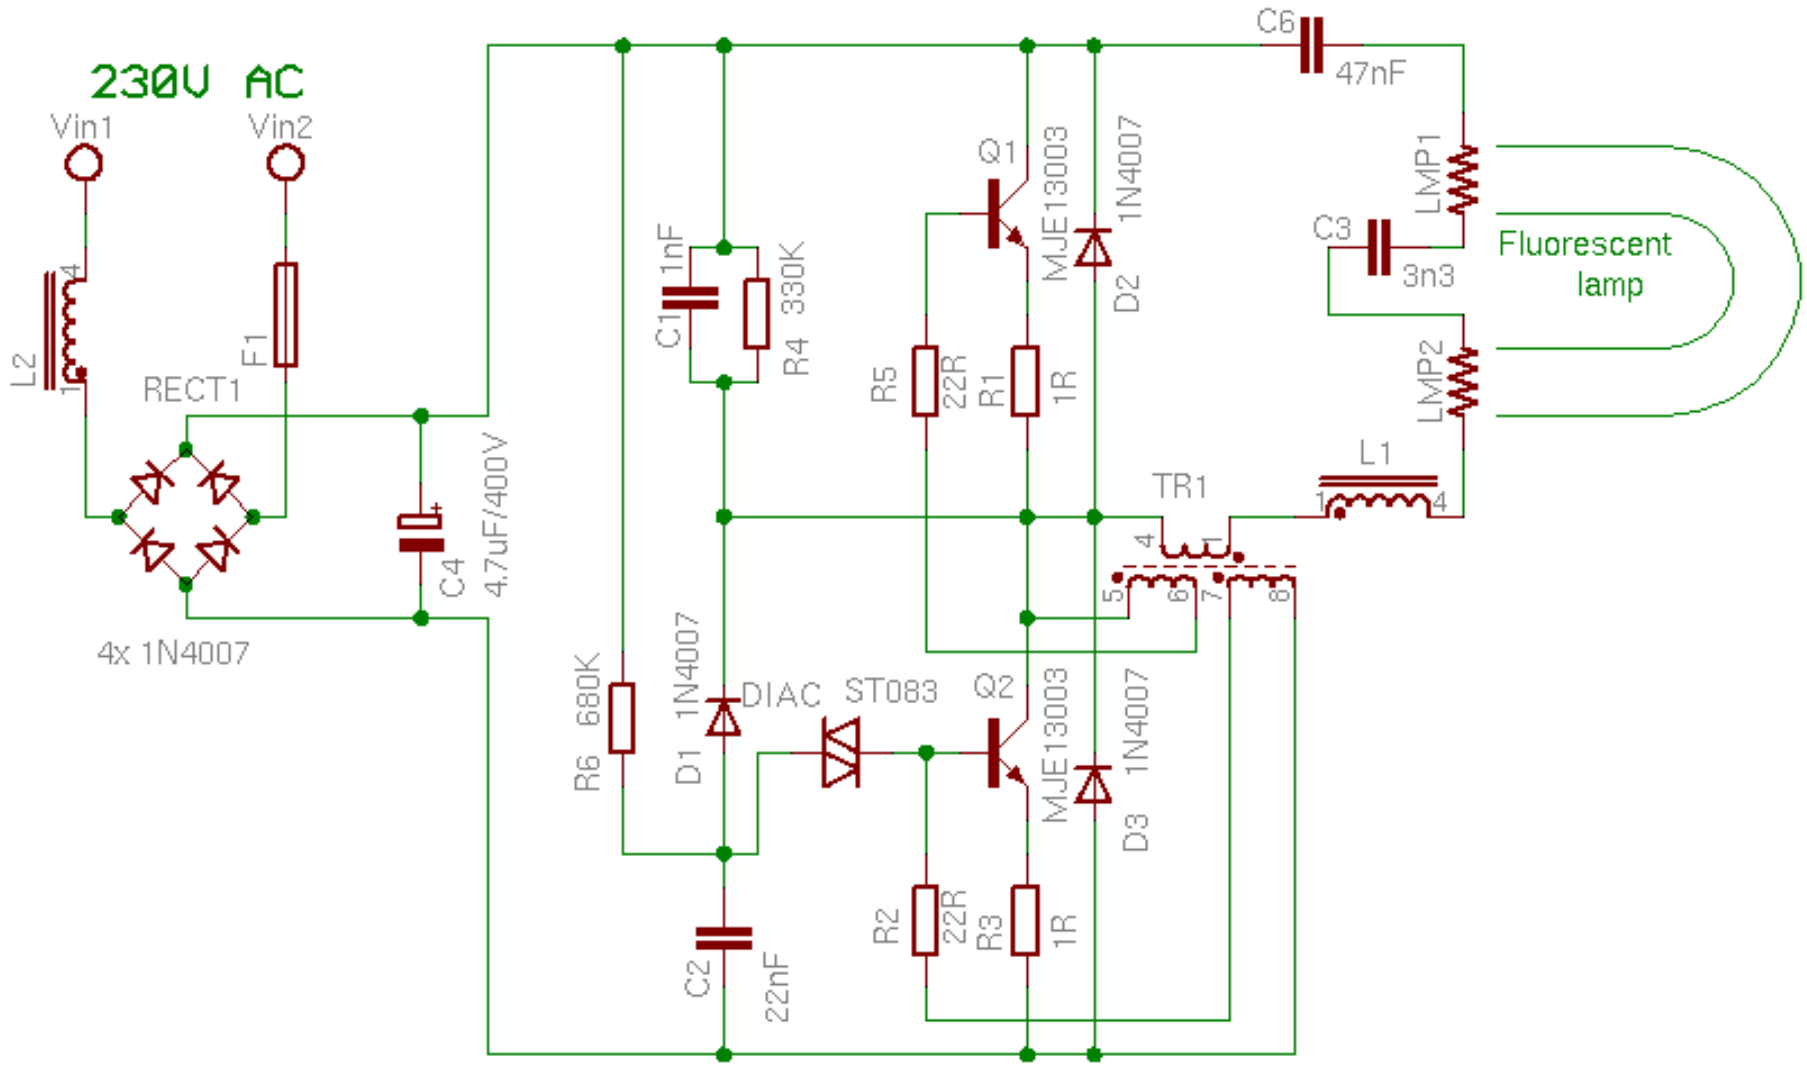 230V AC
Vin1
Vin2
L2
4
1
F1
RECT1
4x 1N4007
+
C4
4.7uF/400V
R6
680K
C1
1nF
R4
330K
D1
1N4007
C2
22nF
DIAC
ST083
R5
22R
Q1
MJE13003
R1
1R
D2
1N4007
Q2
MJE13003
R2
22R
R3
1R
D3
1N4007
TR1
4
1
5
6
7
8
L1
1
4
C6
47nF
LMP1
C3
3n3
LMP2
Fluorescent
lamp